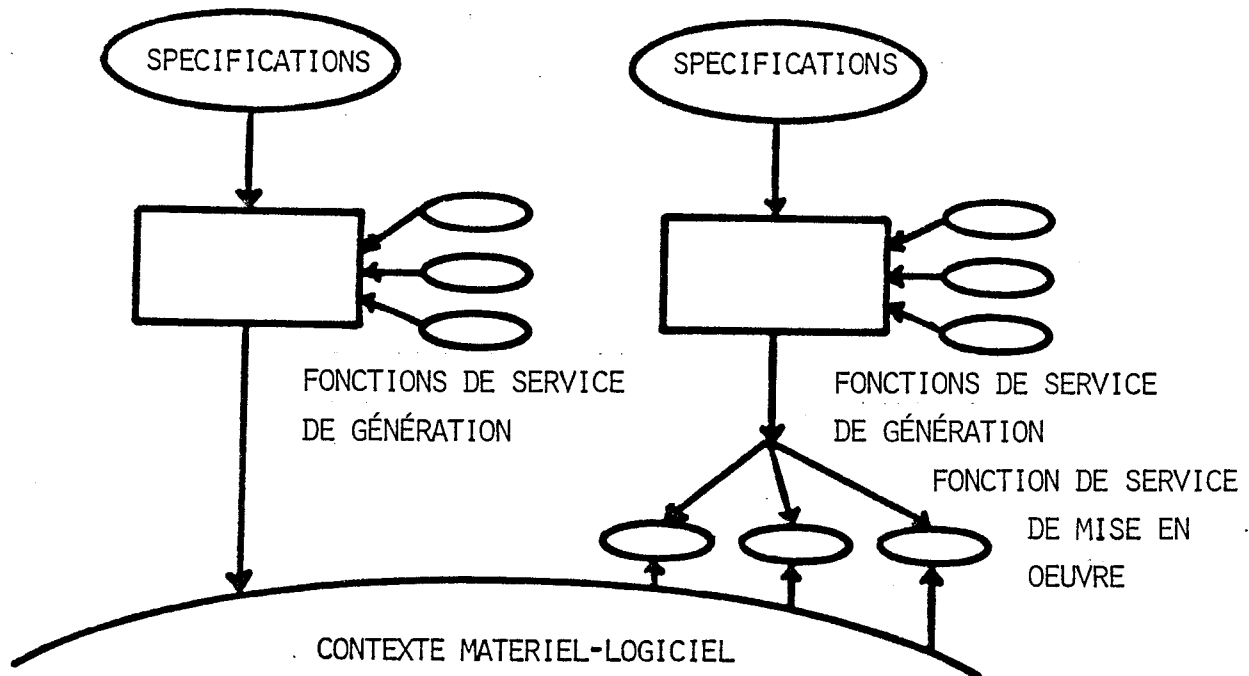 SPECIFICATIONS
SPECIFICATIONS
FONCTIONS DE SERVICE
DE GÉNÉRATION
FONCTIONS DE SERVICE
DE GÉNÉRATION
FONCTION DE SERVICE
DE MISE EN
OEUVRE
CONTEXTE MATERIEL-LOGICIEL